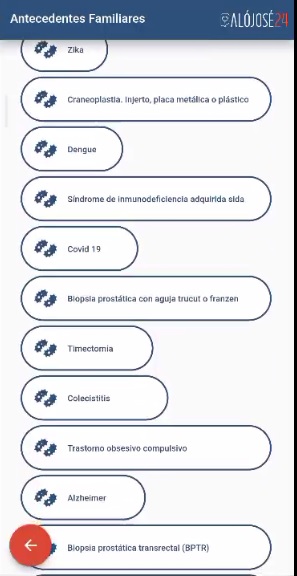 Antecedentes Familiares
ALÓJOSÉ24
Zika
Craneoplastia. Injerto, placa metálica o plástico
Dengue
Síndrome de inmunodeficiencia adquirida sida
Covid 19
Biopsia prostática con aguja trucut o franzen
Timectomía
Colecistitis
Trastorno obsesivo compulsivo
Alzheimer
Biopsia prostática transrectal (BPTR)